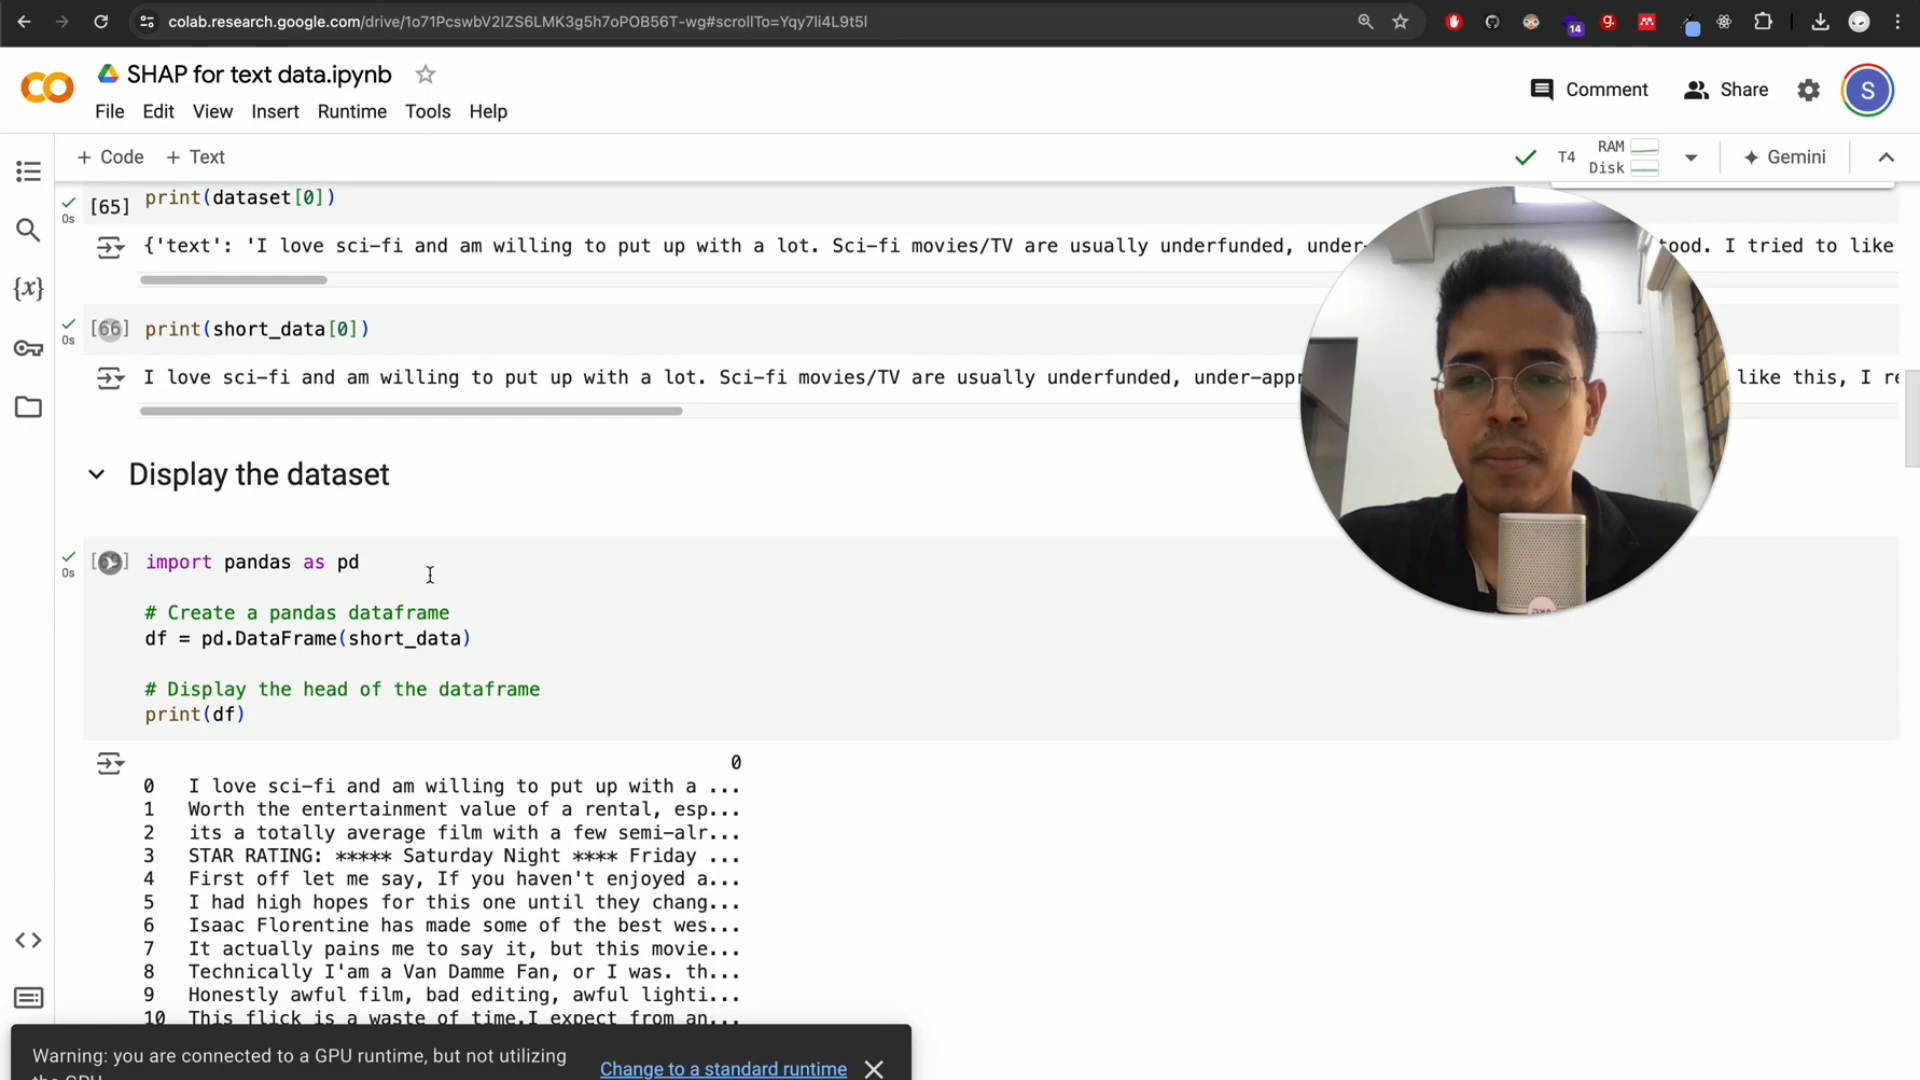 colab.research.google.com/drive/1o71PcswbV2IZS6LMK3g5h7oPOB56T-wg#scrollTo=Yqy7li4L9t5l
14
SHAP for text data.ipynb
File Edit View Insert Runtime Tools Help
Comment Share S
+ Code + Text
T4 RAM Disk Gemini
[65] print(dataset[0])
0s
{'text': 'I love sci-fi and am willing to put up with a lot. Sci-fi movies/TV are usually underfunded, under- tood. I tried to like
[66] print(short_data[0])
0s
I love sci-fi and am willing to put up with a lot. Sci-fi movies/TV are usually underfunded, under-appr like this, I re
Display the dataset
import pandas as pd
0s
# Create a pandas dataframe
df = pd.DataFrame(short_data)
# Display the head of the dataframe
print(df)
0
0 I love sci-fi and am willing to put up with a ...
1 Worth the entertainment value of a rental, esp...
2 its a totally average film with a few semi-alr...
3 STAR RATING: ***** Saturday Night **** Friday ...
4 First off let me say, If you haven't enjoyed a...
5 I had high hopes for this one until they chang...
6 Isaac Florentine has made some of the best wes...
7 It actually pains me to say it, but this movie...
8 Technically I'am a Van Damme Fan, or I was. th...
9 Honestly awful film, bad editing, awful lighti...
10 This flick is a waste of time.I expect from an...
Warning: you are connected to a GPU runtime, but not utilizing
the GPU.
Change to a standard runtime